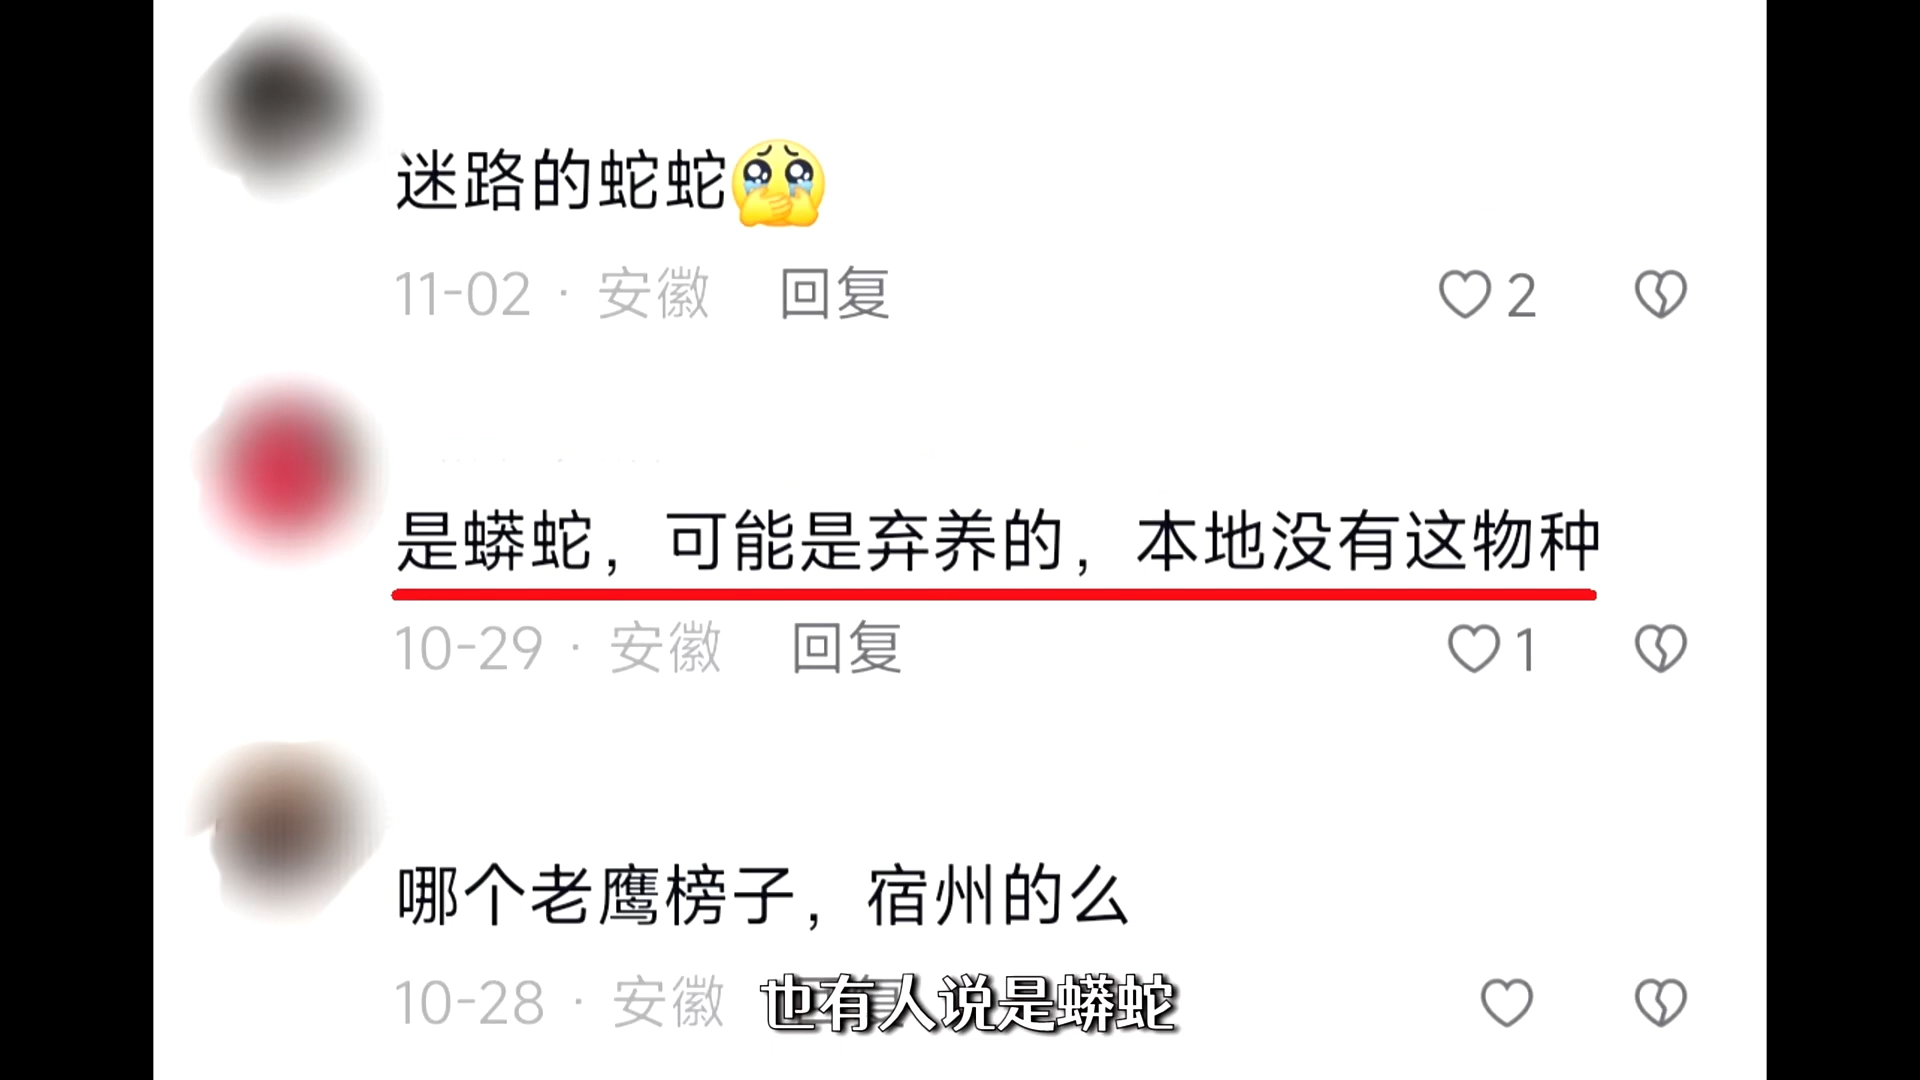 迷路的蛇蛇🥹
11-02 · 安徽 回复 2
是蟒蛇，可能是弃养的，本地没有这物种
10-29 · 安徽 回复 1
哪个老鹰榜子，宿州的么
10-28 · 安徽
也有人说是蟒蛇